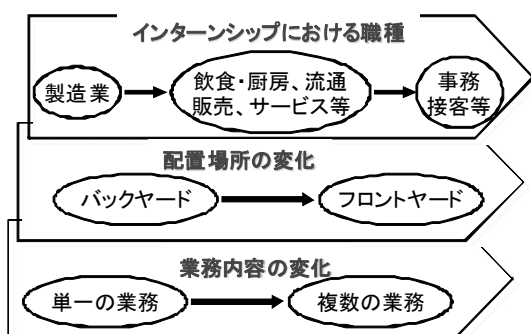 インターンシップにおける職種
製造業
飲食・厨房、流通
販売、サービス等
事務
接客等
配置場所の変化
バックヤード
フロントヤード
業務内容の変化
単一の業務
複数の業務